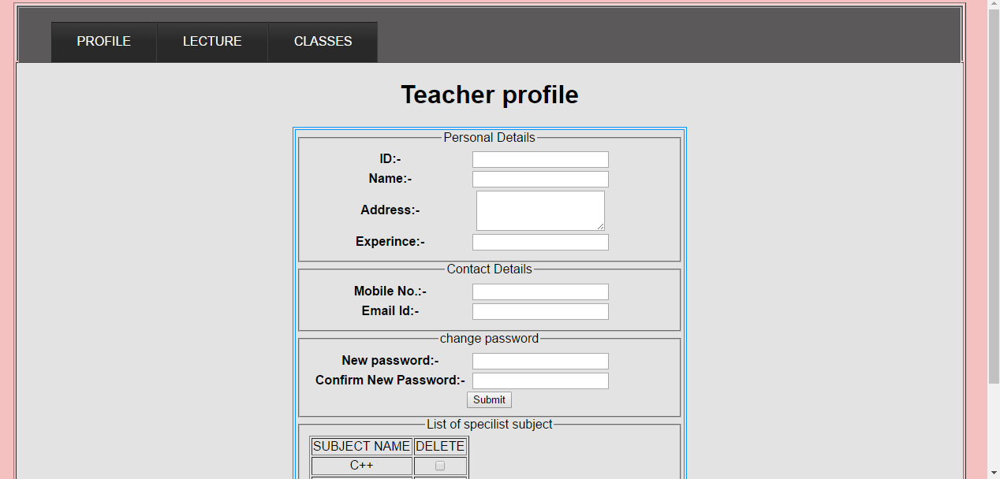 PROFILE LECTURE CLASSES
Teacher profile
Personal Details
ID:-
Name:-
Address:-
Experince:-
Contact Details
Mobile No.:-
Email Id:-
change password
New password:-
Confirm New Password:-
Submit
List of specilist subject
SUBJECT NAME DELETE
C++